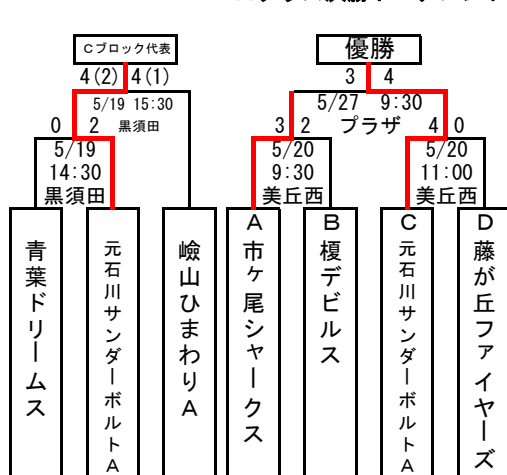 Cブロック代表
4(2) 4(1)
5/19 15:30
黒須田
0 2
5/19
14:30
黒須田
青葉ドリームス
元石川サンダーボルトA
嶮山ひまわりA
優勝
3 4
5/27 9:30
プラザ
3 2
5/20
9:30
美丘西
4 0
5/20
11:00
美丘西
A
市ヶ尾シャークス
B
榎デビルス
C
元石川サンダーボルトA
D
藤が丘ファイヤーズ